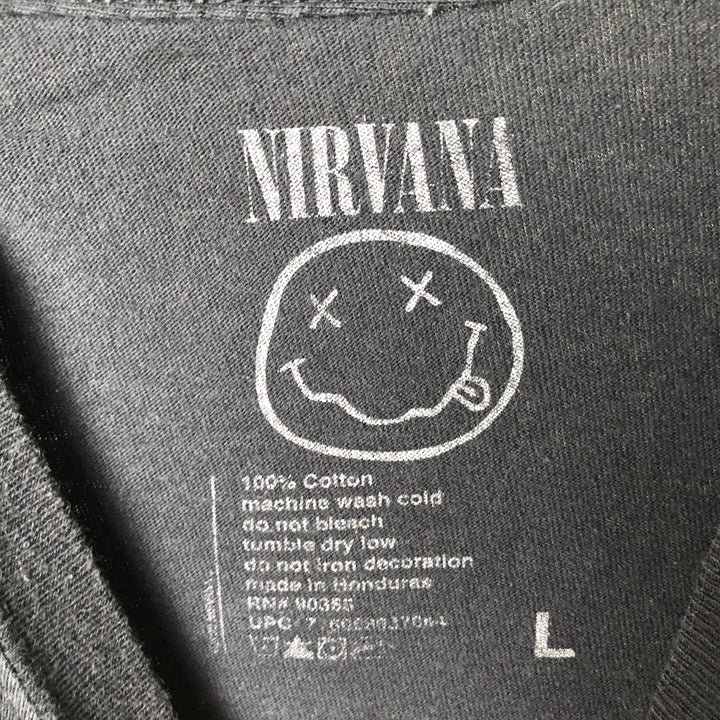 NIRVANA
100% Cotton
machine wash cold
do not bleach
tumble dry low
do not iron decoration
made in Honduras
RN# 90355
UPC: 7
L